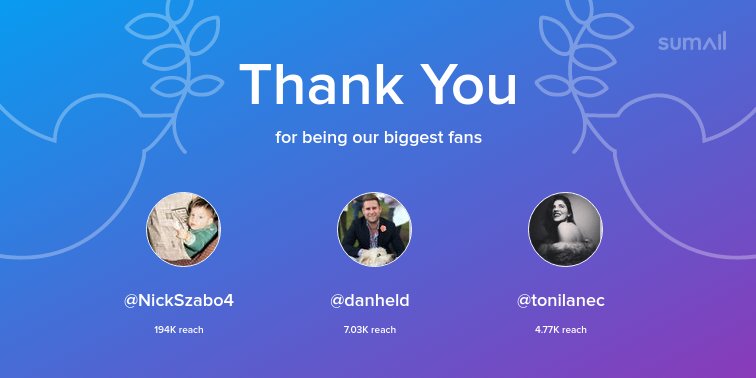 sumall
Thank You
for being our biggest fans
@NickSzabo4
@danheld
@tonilanec
194K reach
7.03K reach
4.77K reach